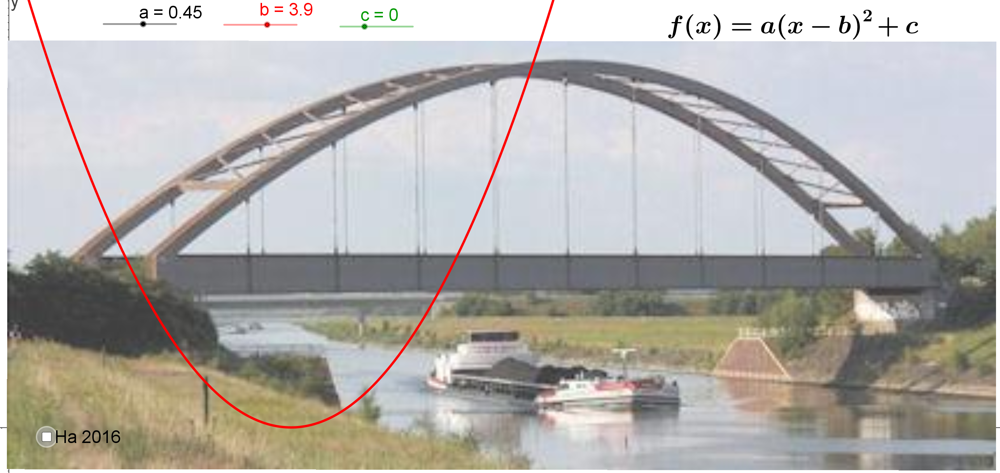 y
a = 0.45
b = 3.9
c = 0
f(x) = a(x − b)² + c
Ha 2016